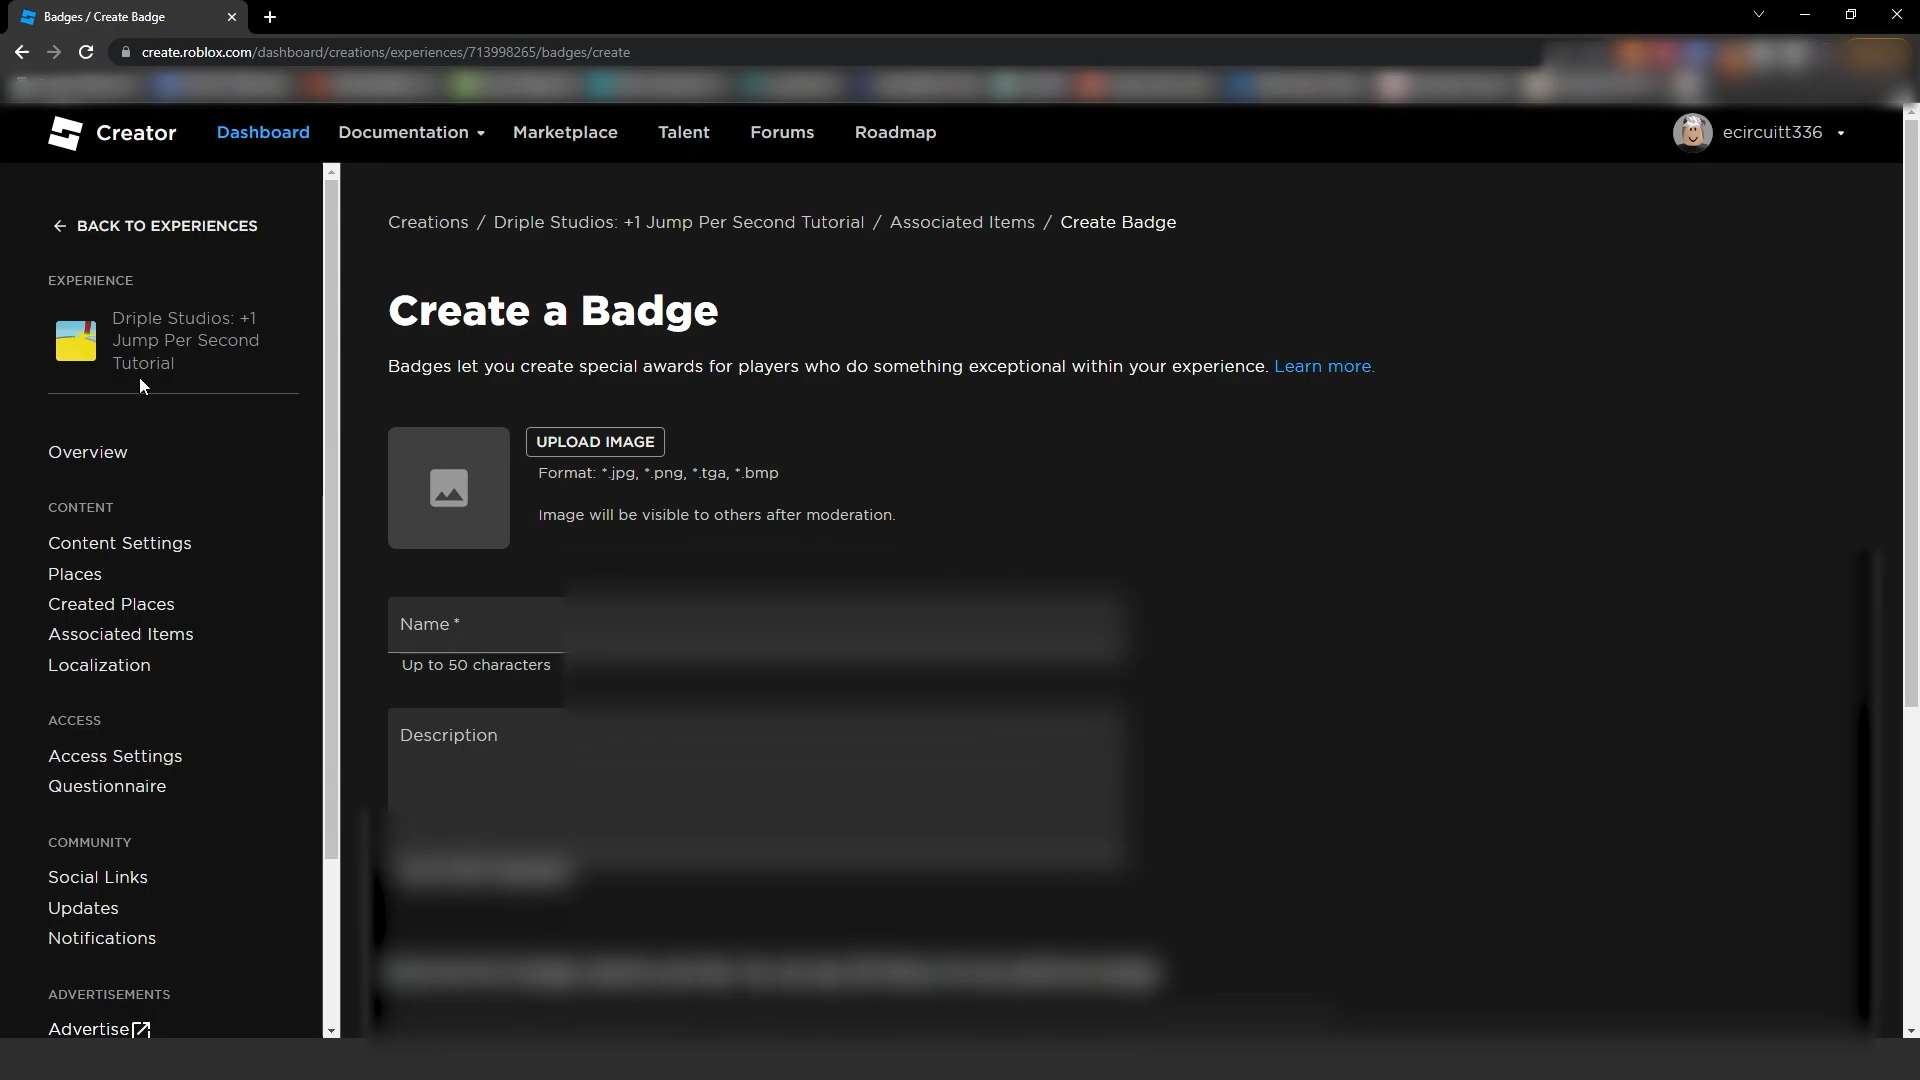 Badges / Create Badge
create.roblox.com/dashboard/creations/experiences/713998265/badges/create
Creator
Dashboard
Documentation
Marketplace
Talent
Forums
Roadmap
ecircuitt336
BACK TO EXPERIENCES
EXPERIENCE
Driple Studios: +1
Jump Per Second
Tutorial
Overview
CONTENT
Content Settings
Places
Created Places
Associated Items
Localization
ACCESS
Access Settings
Questionnaire
COMMUNITY
Social Links
Updates
Notifications
ADVERTISEMENTS
Advertise
Creations / Driple Studios: +1 Jump Per Second Tutorial / Associated Items / Create Badge
Create a Badge
Badges let you create special awards for players who do something exceptional within your experience. Learn more.
UPLOAD IMAGE
Format: *.jpg, *.png, *.tga, *.bmp
Image will be visible to others after moderation.
Name *
Up to 50 characters
Description